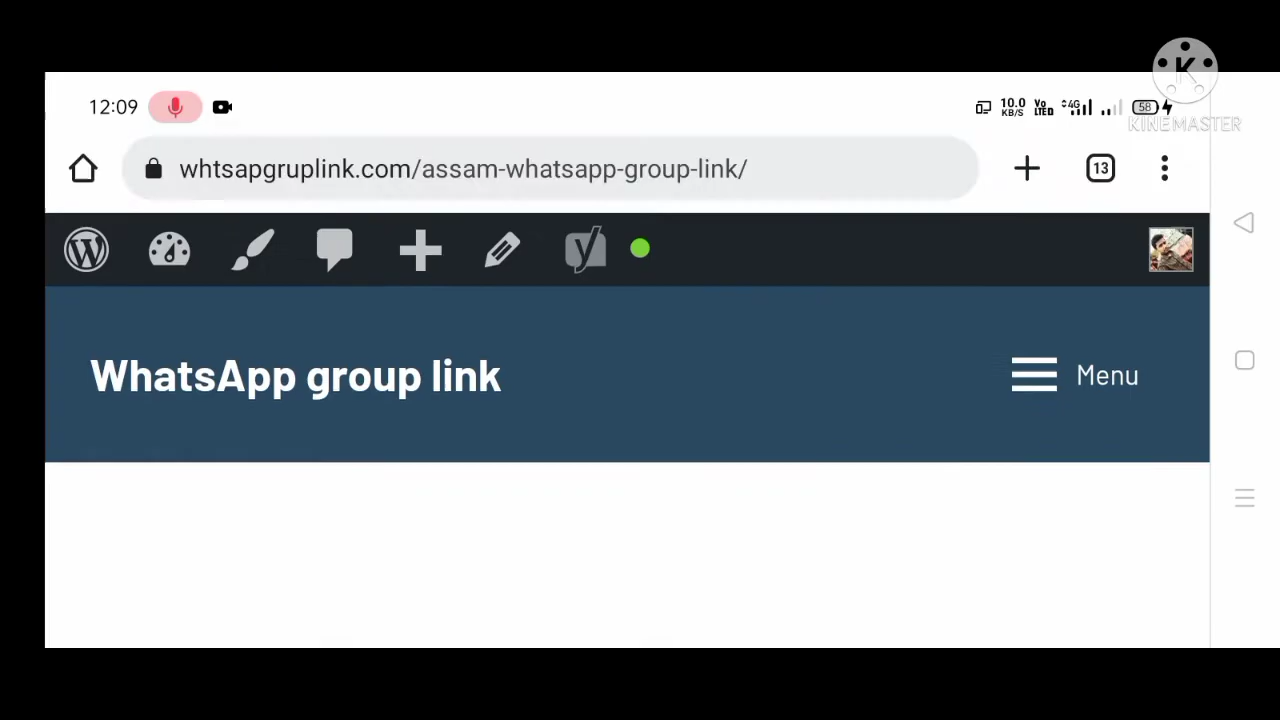 12:09
10.0 KB/S Vo LTED 4G 58
KINEMASTER
whtsapgruplink.com/assam-whatsapp-group-link/
13
WhatsApp group link
Menu